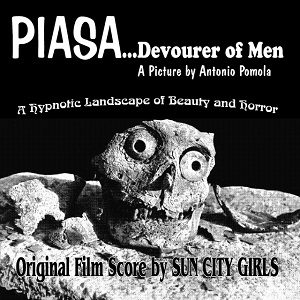 PIASA...Devourer of Men
A Picture by Antonio Pomola
A Hypnotic Landscape of Beauty and Horror
Original Film Score by SUN CITY GIRLS